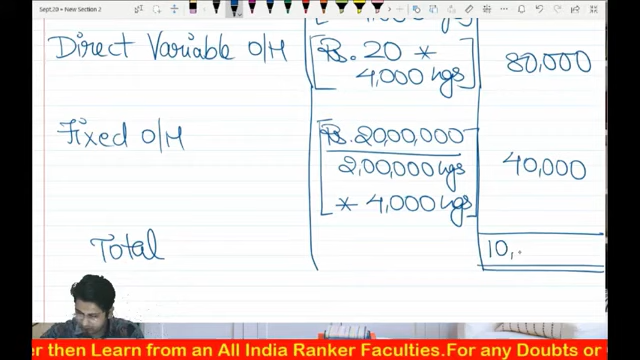 Sept.20 • New Section 2
Direct Variable O/H [Rs. 20 * 4,000 kgs] 80,000
Fixed O/H [Rs. 20,00,000
2,00,000 kgs 40,000
* 4,000 kgs]
Total 10,
er then Learn from an All India Ranker Faculties.For any Doubts or